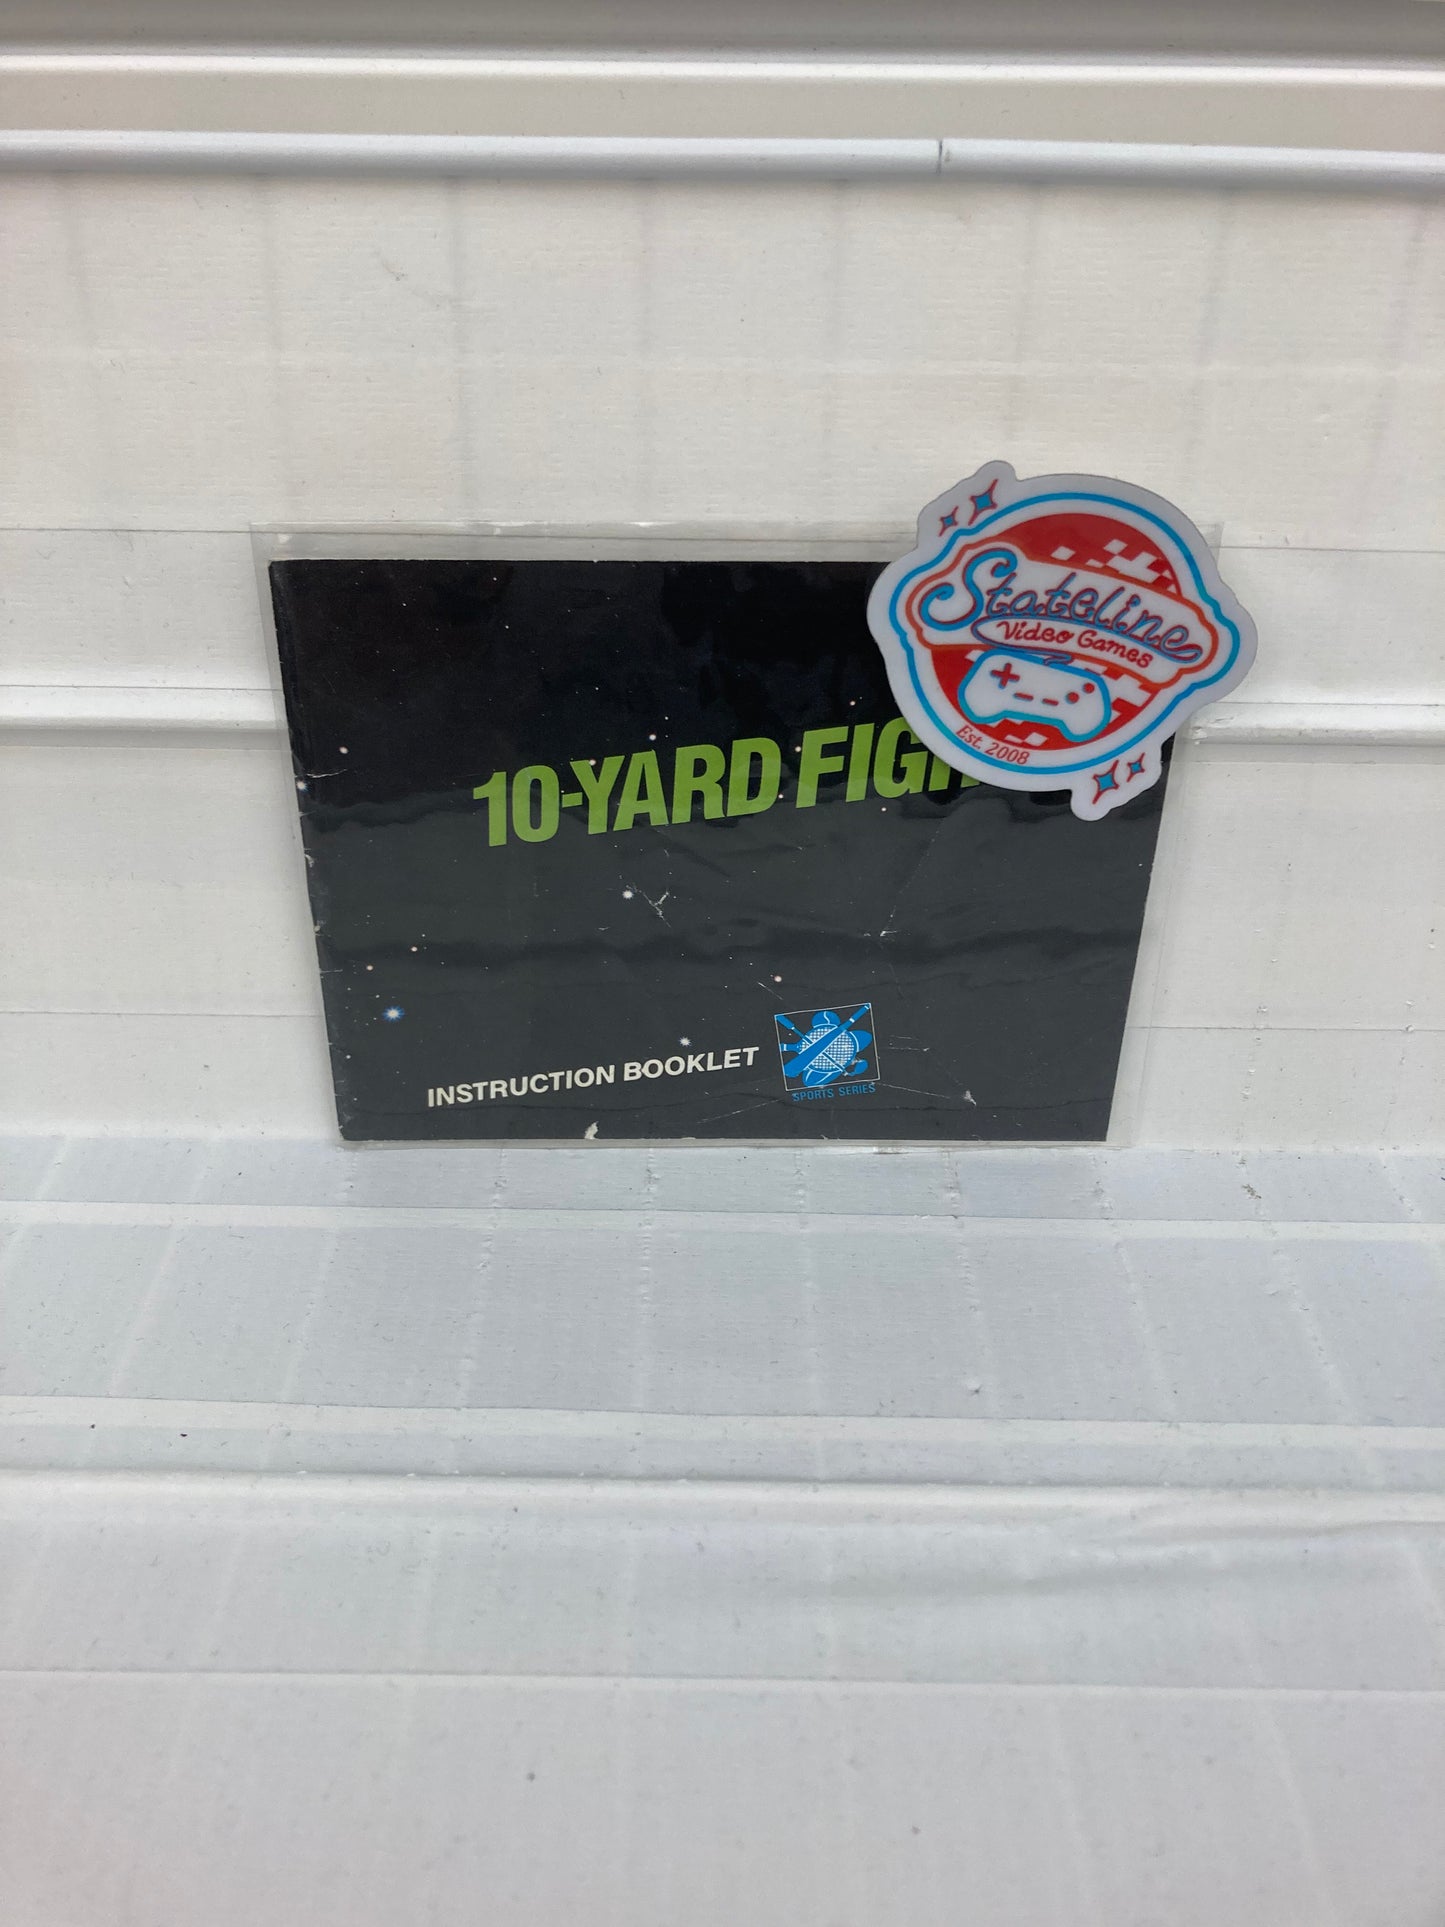 Stateline
Video Games
Est. 2008
10-YARD FIGH
INSTRUCTION BOOKLET
SPORTS SERIES